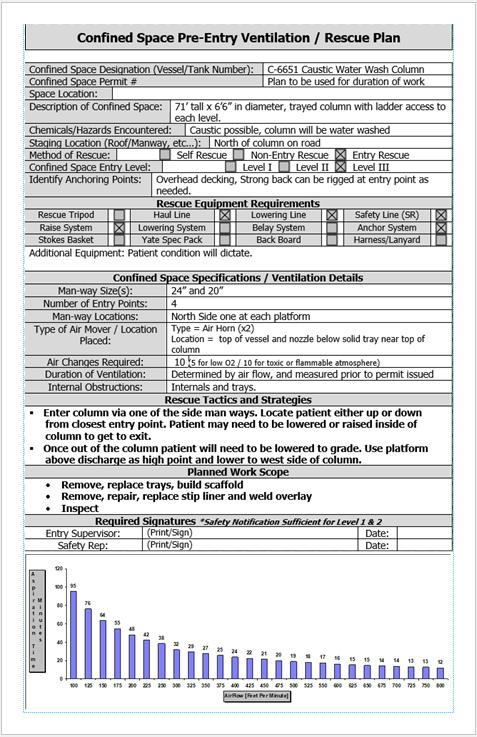 Confined Space Pre-Entry Ventilation / Rescue Plan
Confined Space Designation (Vessel/Tank Number): C-6651 Caustic Water Wash Column
Confined Space Permit # Plan to be used for duration of work
Space Location:
Description of Confined Space: 71' tall x 6'6" in diameter, trayed column with ladder access to
each level.
Chemicals/Hazards Encountered: Caustic possible, column will be water washed
Staging Location (Roof/Manway, etc...): North of column on road
Method of Rescue: Self Rescue Non-Entry Rescue Entry Rescue
Confined Space Entry Level: Level I Level II Level III
Identify Anchoring Points: Overhead decking, Strong back can be rigged at entry point as
needed.
Rescue Equipment Requirements
Rescue Tripod Haul Line Lowering Line Safety Line (SR)
Raise System Lowering System Belay System Anchor System
Stokes Basket Yate Spec Pack Back Board Harness/Lanyard
Additional Equipment: Patient condition will dictate.
Confined Space Specifications / Ventilation Details
Man-way Size(s): 24" and 20"
Number of Entry Points: 4
Man-way Locations: North Side one at each platform
Type of Air Mover / Location
Placed:
Type = Air Horn (x2)
Location = top of vessel and nozzle below solid tray near top of
column
Air Changes Required: 10 (5 for low O2 / 10 for toxic or flammable atmosphere)
Duration of Ventilation: Determined by air flow, and measured prior to permit issued
Internal Obstructions: Internals and trays.
Rescue Tactics and Strategies
▪ Enter column via one of the side man ways. Locate patient either up or down
from closest entry point. Patient may need to be lowered or raised inside of
column to get to exit.
▪ Once out of the column patient will need to be lowered to grade. Use platform
above discharge as high point and lower to west side of column.
Planned Work Scope
• Remove, replace trays, build scaffold
• Remove, repair, replace stip liner and weld overlay
• Inspect
Required Signatures *Safety Notification Sufficient for Level 1 & 2
Entry Supervisor: (Print/Sign) Date:
Safety Rep: (Print/Sign) Date:
Aspiration Time
Minutes
120
100
80
60
40
20
0
95 76 64 55 48 42 38 32 29 27 25 24 22 21 20 19 18 17 16 15 15 14 14 13 13 12
100 125 150 175 200 225 250 300 325 350 375 400 425 450 475 500 525 550 600 625 650 675 700 725 750 800
Airflow [Feet Per Minute]